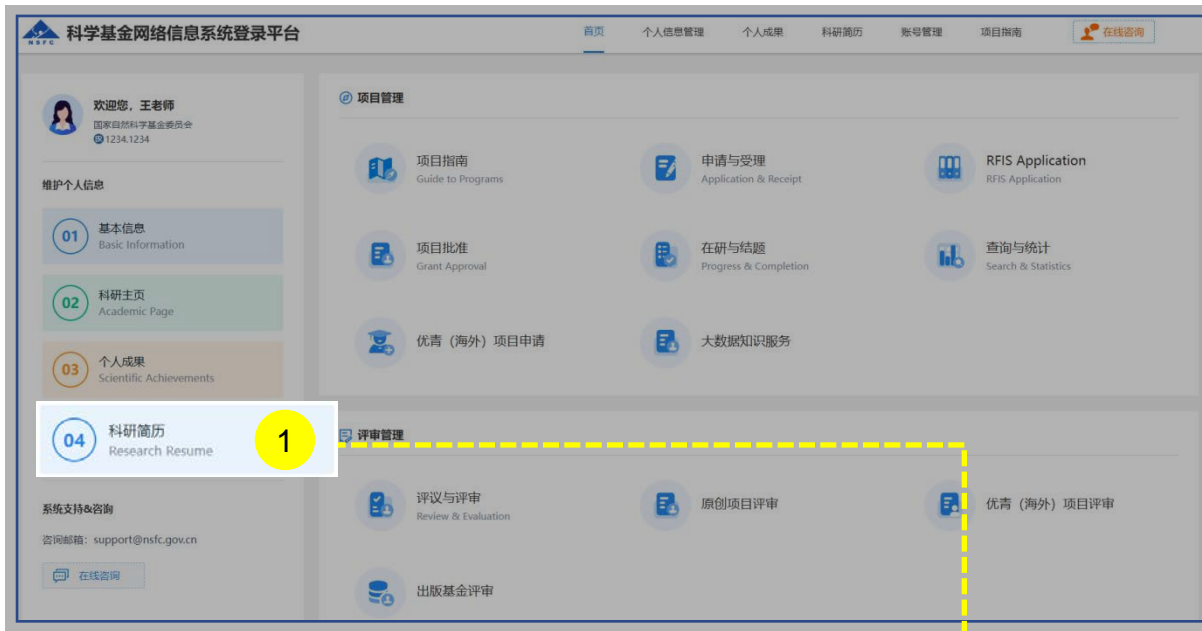 NSFC
科学基金网络信息系统登录平台
首页 个人信息管理 个人成果 科研简历 账号管理 项目指南 在线咨询
欢迎您，王老师
国家自然科学基金委员会
1234.1234
维护个人信息
01 基本信息
Basic Information
02 科研主页
Academic Page
03 个人成果
Scientific Achievements
04 科研简历
Research Resume
1
系统支持&咨询
咨询邮箱：support@nsfc.gov.cn
在线咨询
项目管理
项目指南
Guide to Programs
申请与受理
Application & Receipt
RFIS Application
RFIS Application
项目批准
Grant Approval
在研与结题
Progress & Completion
查询与统计
Search & Statistics
优青（海外）项目申请
大数据知识服务
评审管理
评议与评审
Review & Evaluation
原创项目评审
优青（海外）项目评审
出版基金评审